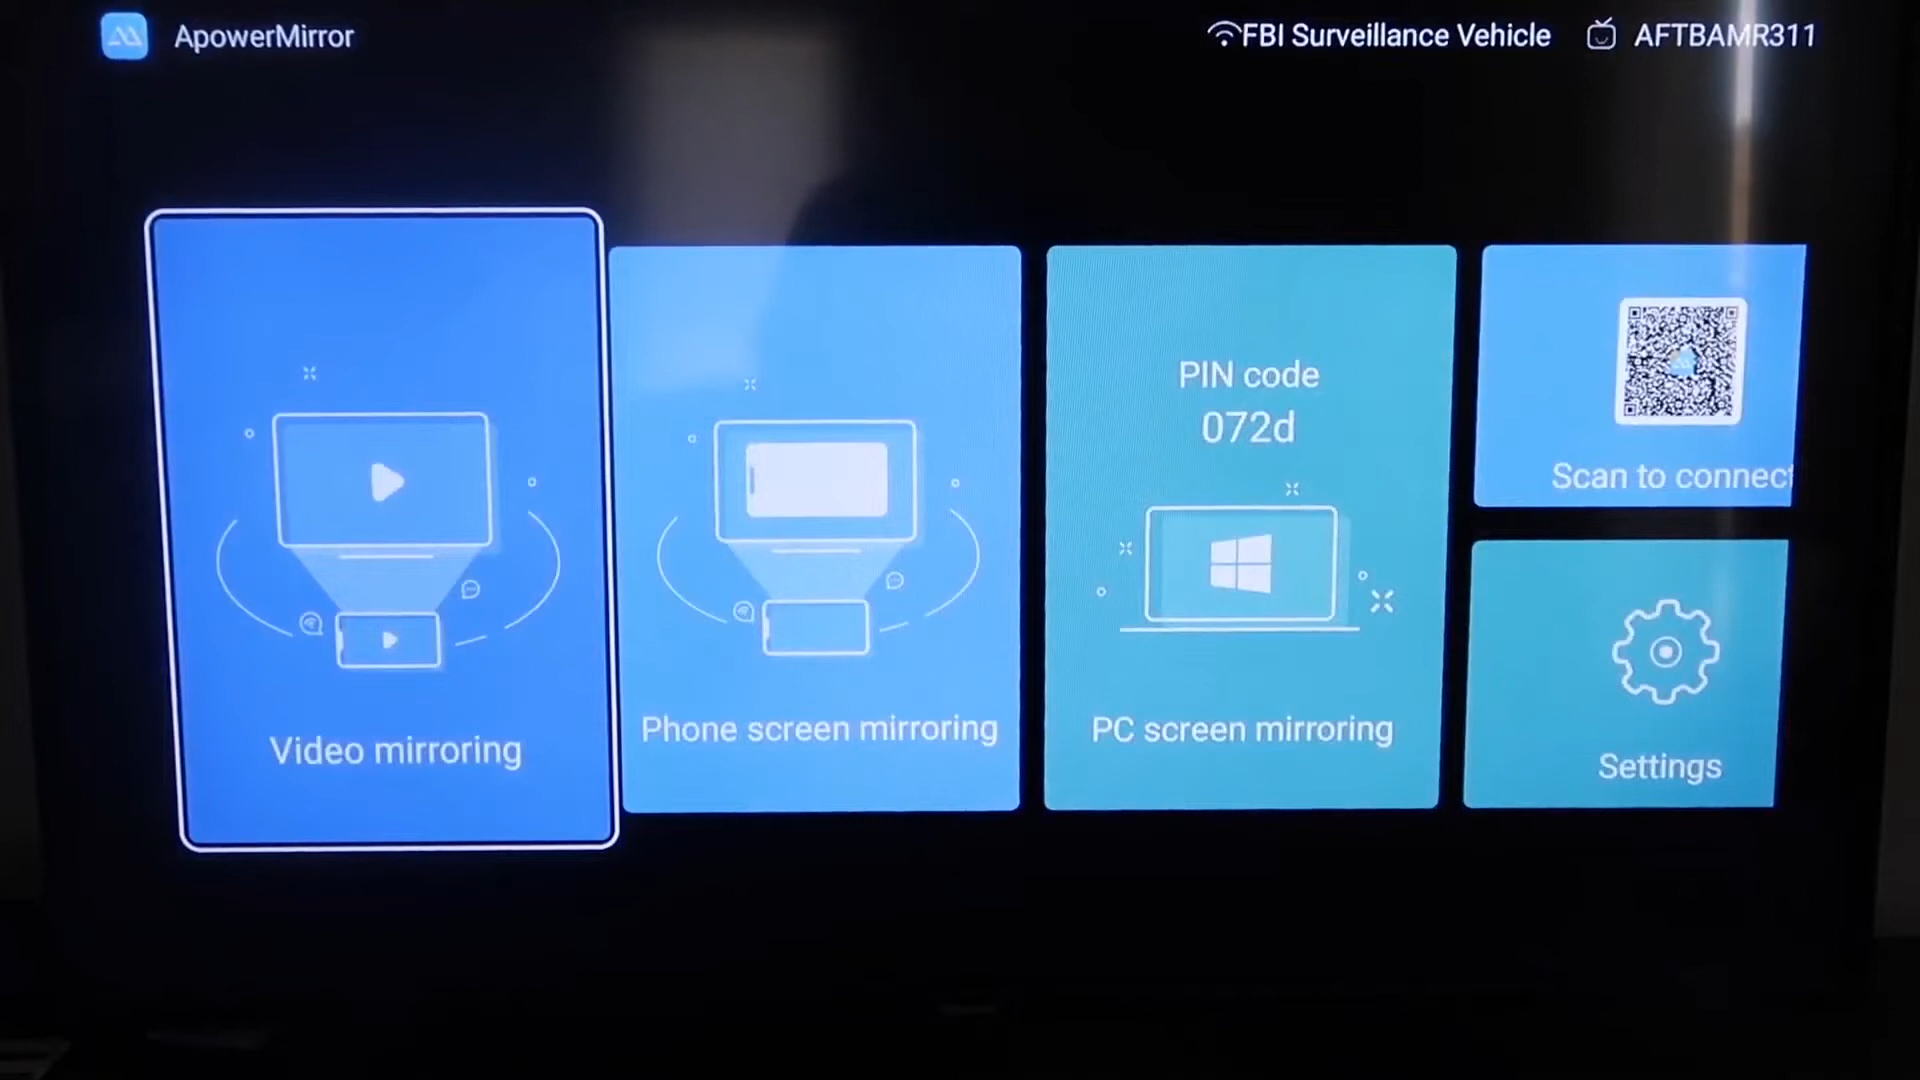 ApowerMirror
FBI Surveillance Vehicle
AFTBAMR311
Video mirroring
Phone screen mirroring
PIN code
072d
PC screen mirroring
Scan to connect
Settings